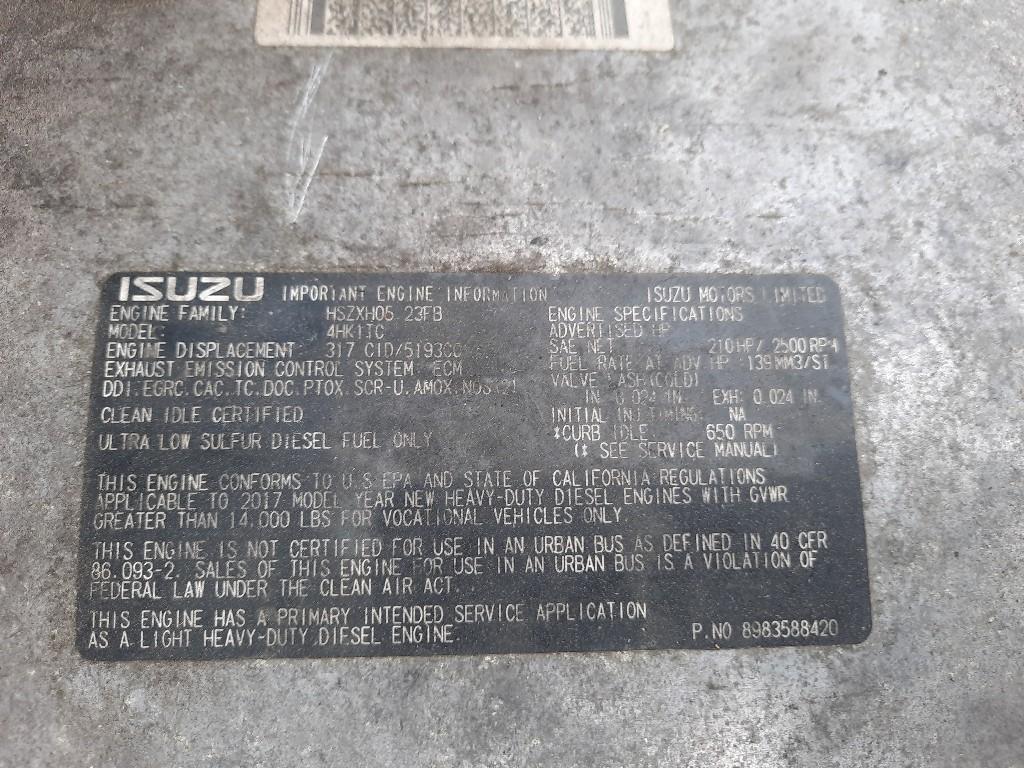 ISUZU IMPORTANT ENGINE INFORMATION ISUZU MOTORS LIMITED
ENGINE FAMILY: HSZXH05 23FB
MODEL: 4HK1TC
ENGINE DISPLACEMENT 317 CID/5193CC
EXHAUST EMISSION CONTROL SYSTEM ECM
DDI. EGRC. CAC. TC. DOC. PTOX. SCR-U. AMOX.
CLEAN IDLE CERTIFIED
ULTRA LOW SULFUR DIESEL FUEL ONLY
ENGINE SPECIFICATIONS
ADVERTISED HP
SAE NET 210HP/ 2500RPM
FUEL RATE AT ADV HP 139MM3/ST
VALVE LASH(COLD)
IN 0.024 IN. EXH: 0.024 IN.
INITIAL INJ TIMING NA
*CURB IDLE 650 RPM
(* SEE SERVICE MANUAL)
THIS ENGINE CONFORMS TO U.S EPA AND STATE OF CALIFORNIA REGULATIONS
APPLICABLE TO 2017 MODEL YEAR NEW HEAVY-DUTY DIESEL ENGINES WITH GVWR
GREATER THAN 14.000 LBS FOR VOCATIONAL VEHICLES ONLY.
THIS ENGINE IS NOT CERTIFIED FOR USE IN AN URBAN BUS AS DEFINED IN 40 CFR
86.093-2. SALES OF THIS ENGINE FOR USE IN AN URBAN BUS IS A VIOLATION OF
FEDERAL LAW UNDER THE CLEAN AIR ACT.
THIS ENGINE HAS A PRIMARY INTENDED SERVICE APPLICATION
AS A LIGHT HEAVY-DUTY DIESEL ENGINE.
P.NO 8983588420